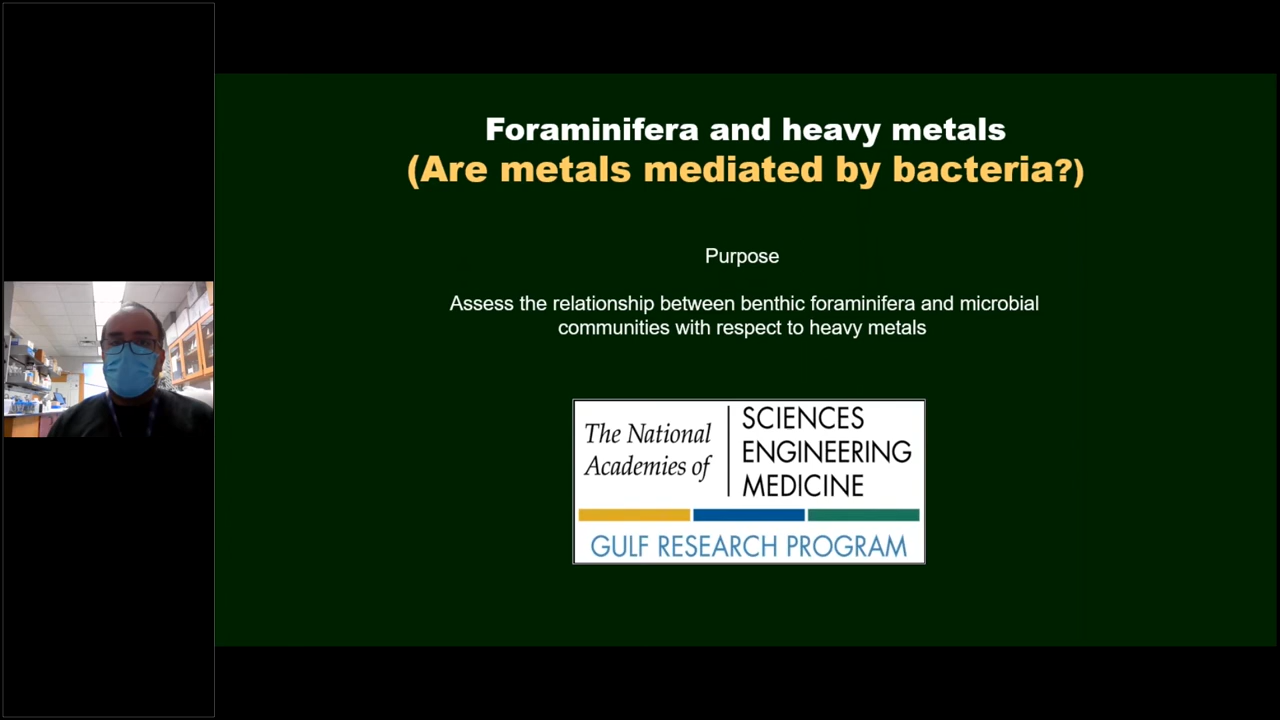 Foraminifera and heavy metals
(Are metals mediated by bacteria?)
Purpose
Assess the relationship between benthic foraminifera and microbial
communities with respect to heavy metals
The National
Academies of
SCIENCES
ENGINEERING
MEDICINE
GULF RESEARCH PROGRAM